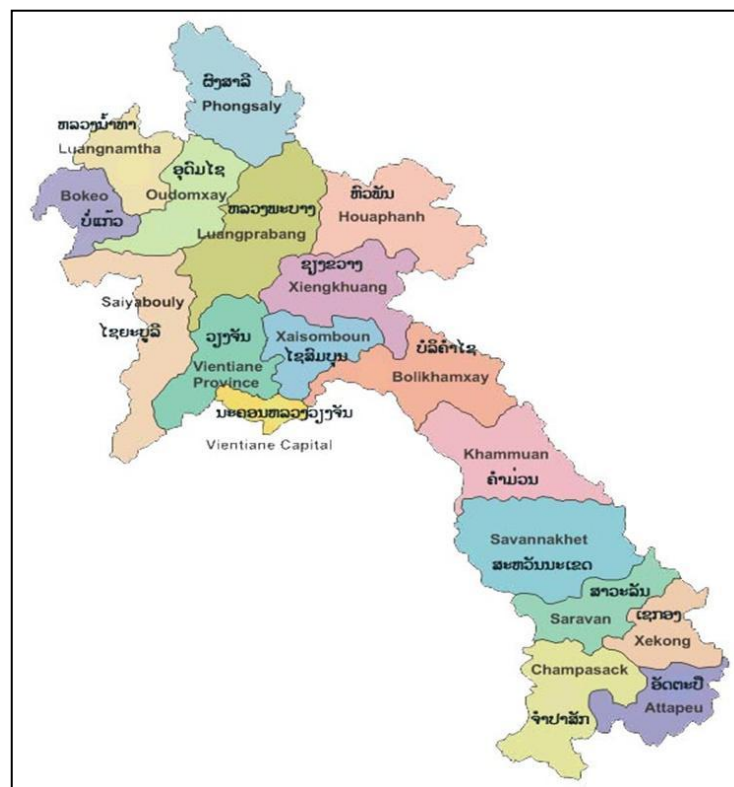 ຜົ້ງສາລີ
Phongsaly
ຫລວງນ້ຳທາ
Luangnamtha
ອຸດົມໄຊ
Oudomxay
Bokeo
ບໍ່ແກ້ວ
ຫລວງພະບາງ
Luangprabang
ຫົວພັນ
Houaphanh
ຊຽງຂວາງ
Xiengkhuang
Saiyabouly
ໄຊຍະບູລີ
ວຽງຈັນ
Vientiane
Province
Xaisomboun
ໄຊສົມບຸນ
ບໍລິຄຳໄຊ
Bolikhamxay
ນະຄອນຫລວງວຽງຈັນ
Vientiane Capital
Khammuan
ຄຳມ່ວນ
Savannakhet
ສະຫວັນນະເຂດ
ສາວະລັນ
Saravan
ເຊກອງ
Xekong
Champasack
ຈຳປາສັກ
ອັດຕະປື
Attapeu